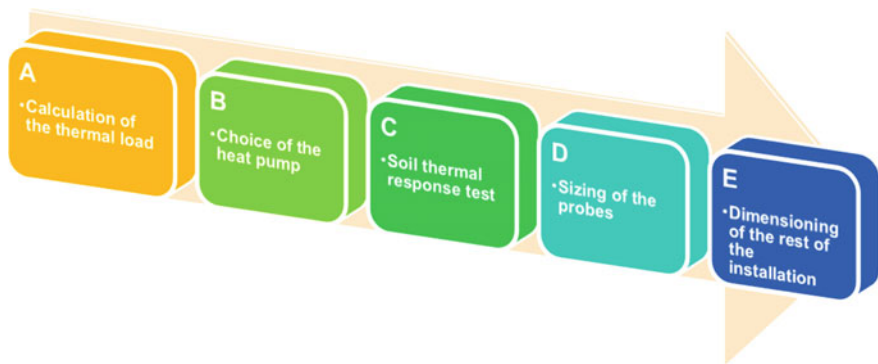 A
•Calculation of
the thermal load
B
•Choice of the
heat pump
C
•Soil thermal
response test
D
•Sizing of the
probes
E
•Dimensioning
of the rest of
the
installation